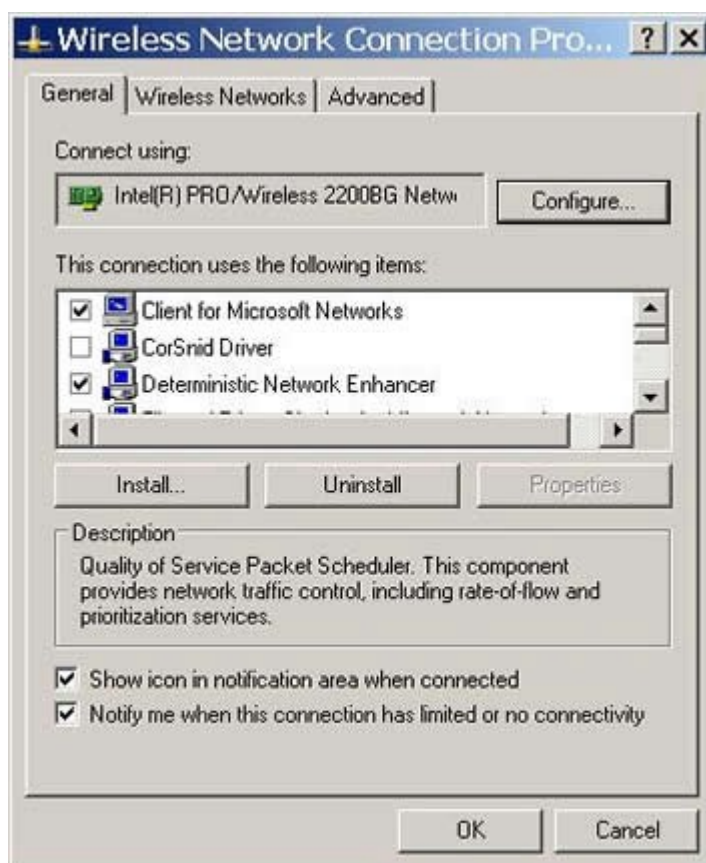 Wireless Network Connection Pro...
General Wireless Networks Advanced
Connect using:
Intel(R) PRO/Wireless 2200BG Netw
Configure...
This connection uses the following items:
Client for Microsoft Networks
CorSnid Driver
Deterministic Network Enhancer
Install... Uninstall Properties
Description
Quality of Service Packet Scheduler. This component
provides network traffic control, including rate-of-flow and
prioritization services.
Show icon in notification area when connected
Notify me when this connection has limited or no connectivity
OK Cancel